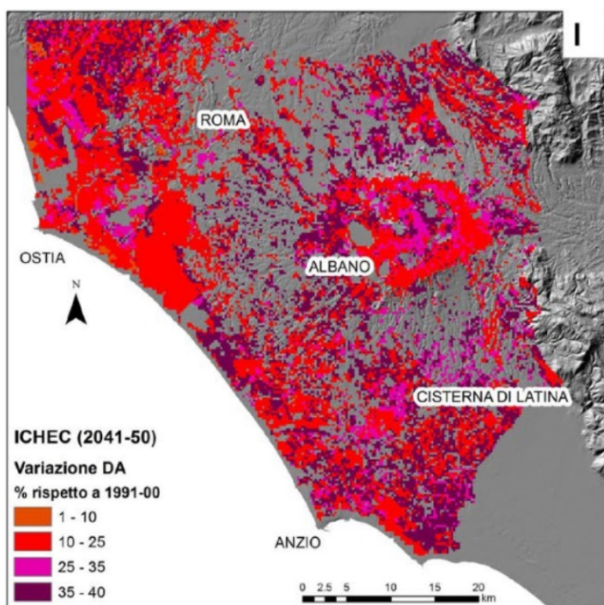 I
ROMA
OSTIA
N
ALBANO
CISTERNA DI LATINA
ICHEC (2041-50)
Variazione DA
% rispetto a 1991-00
1 - 10
10 - 25
25 - 35
35 - 40
ANZIO
0 2.5 5 10 15 20
km